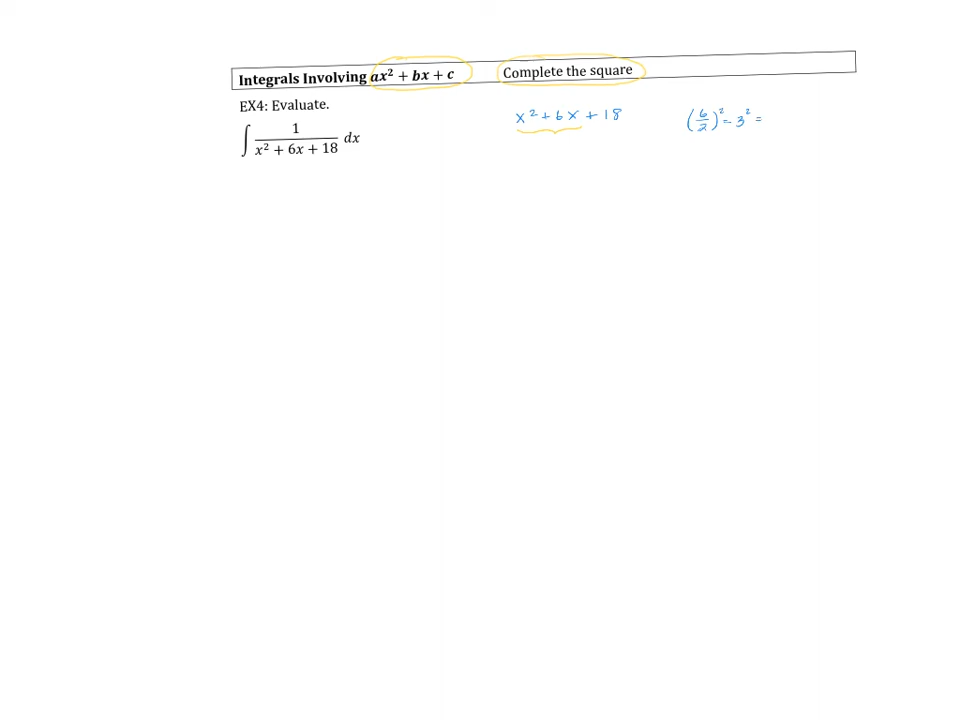 Integrals Involving ax² + bx + c Complete the square
EX4: Evaluate.
∫ 1/(x² + 6x + 18) dx
x² + 6x + 18
(6/2)² = 3² =